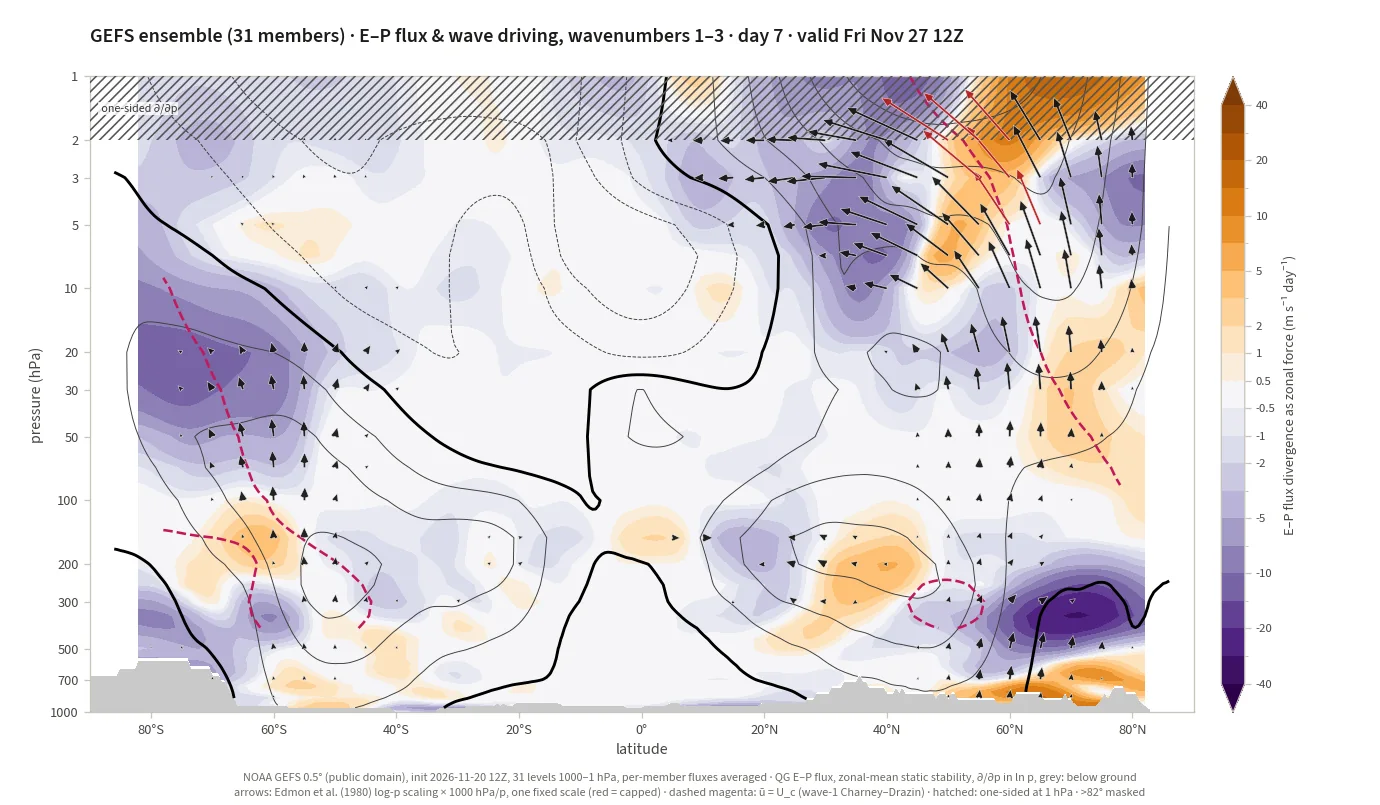 GEFS ensemble (31 members) · E–P flux & wave driving, wavenumbers 1–3 · day 7 · valid Fri Nov 27 12Z
one-sided ∂/∂p
pressure (hPa)
1
2
3
5
10
20
30
50
100
200
300
500
700
1000
80°S
60°S
40°S
20°S
0°
20°N
40°N
60°N
80°N
latitude
40
20
10
5
2
1
0.5
-0.5
-1
-2
-5
-10
-20
-40
E–P flux divergence as zonal force (m s⁻¹ day⁻¹)
NOAA GEFS 0.5° (public domain), init 2026-11-20 12Z, 31 levels 1000–1 hPa, per-member fluxes averaged · QG E–P flux, zonal-mean static stability, ∂/∂p in ln p, grey: below ground
arrows: Edmon et al. (1980) log-p scaling × 1000 hPa/p, one fixed scale (red = capped) · dashed magenta: ū = U_c (wave-1 Charney–Drazin) · hatched: one-sided at 1 hPa · >82° masked